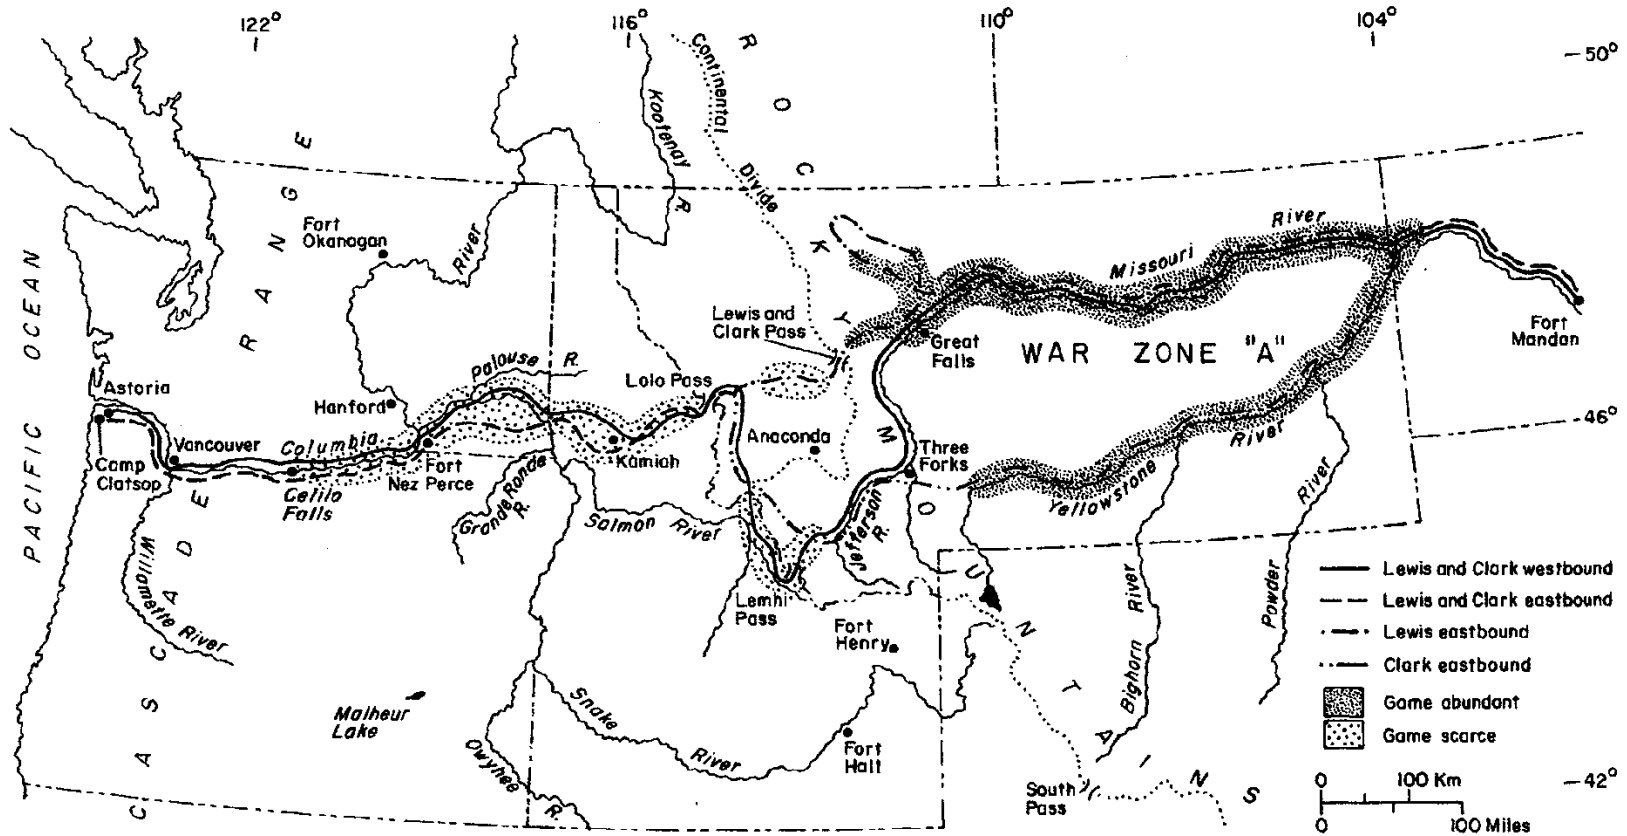 122°
116°
110°
104°
50°
Continental
Divide
ROCKY MOUNTAINS
Kootenay
R.
CASCADE RANGE
PACIFIC OCEAN
Fort
Okanogan
River
Missouri
River
Lewis and
Clark Pass
Great
Falls
WAR ZONE "A"
Fort
Mandan
Palouse R.
Lolo Pass
Astoria
Hanford
46°
Vancouver
Columbia
Anaconda
Three
Forks
River
Camp
Clatsop
Celilo
Falls
Fort
Nez Perce
Kamiah
Yellowstone
Grande Ronde
R.
Salmon River
Jefferson
R.
River
Willamette River
Lemhi
Pass
Fort
Henry
Bighorn River
Powder
Malheur
Lake
Snake
River
Owyhee
R.
Fort
Hall
South
Pass
Lewis and Clark westbound
Lewis and Clark eastbound
Lewis eastbound
Clark eastbound
Game abundant
Game scarce
0 100 Km
0 100 Miles
42°